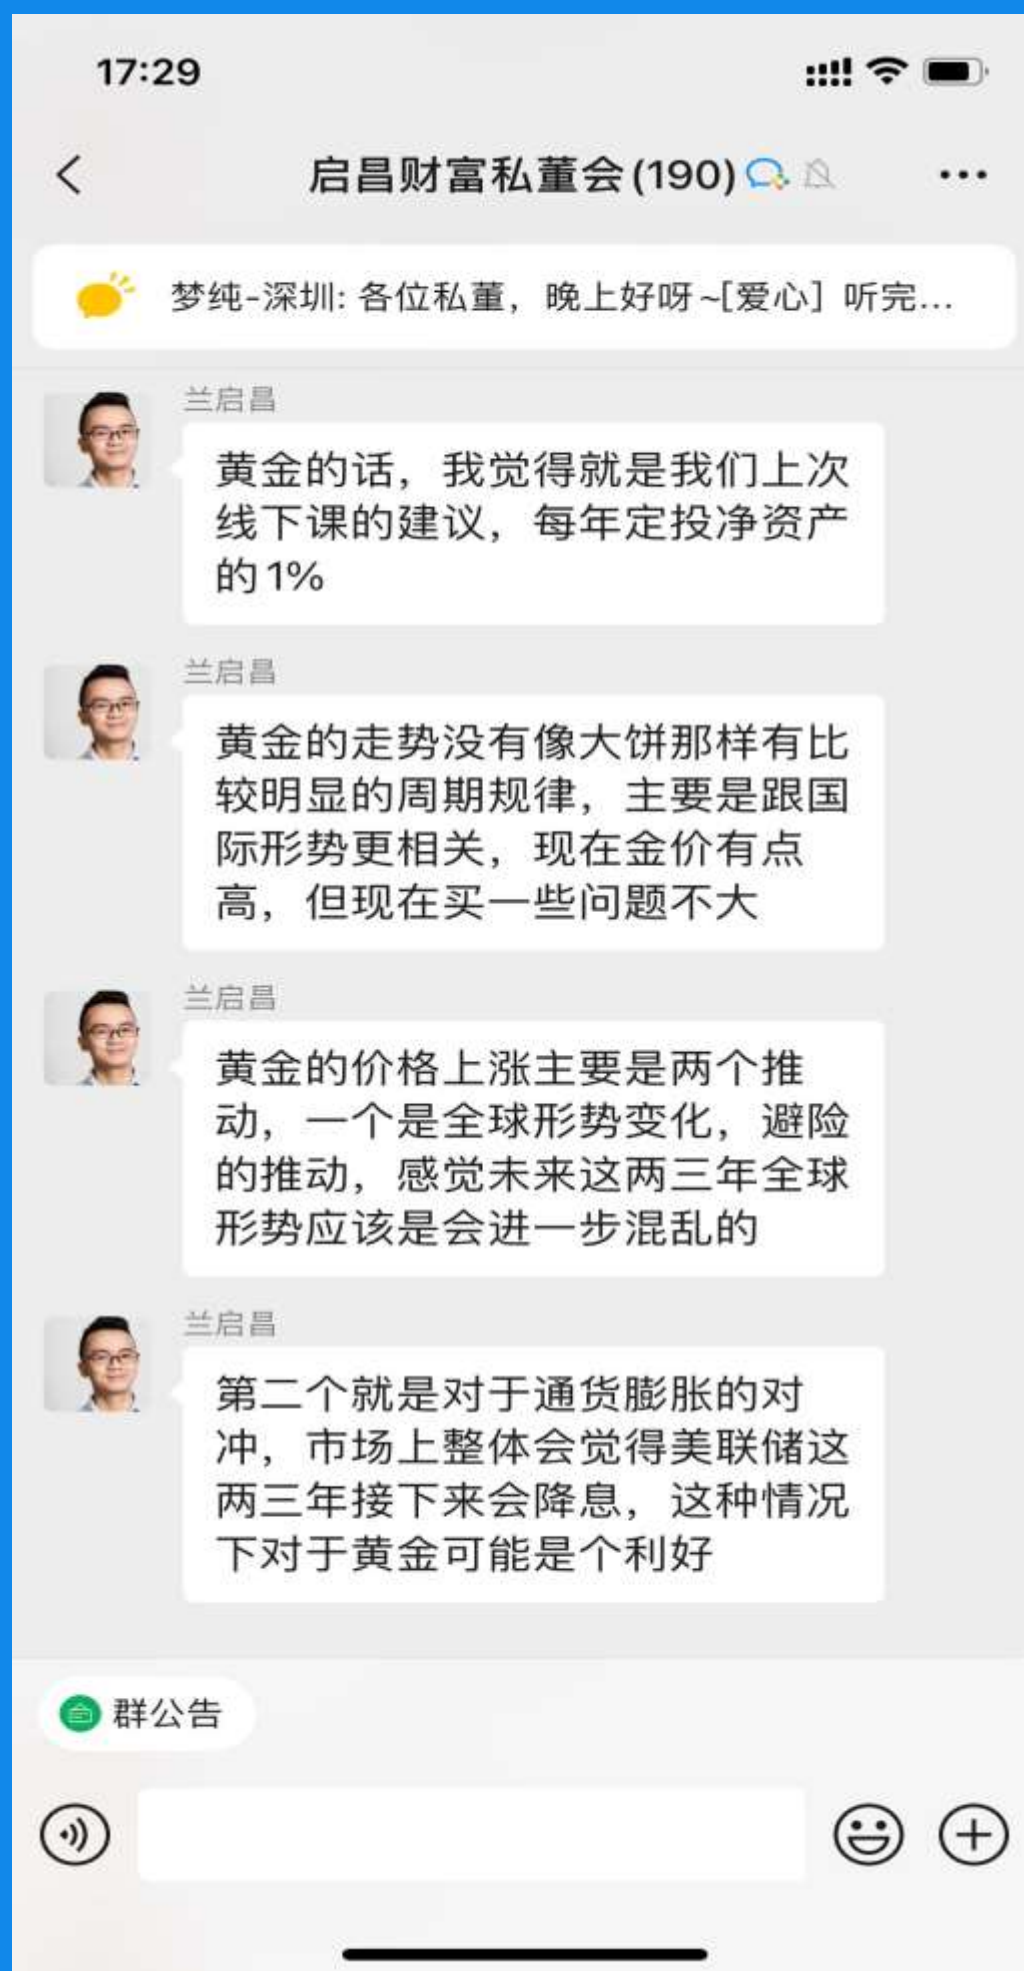 17:29
启昌财富私董会(190)
梦纯-深圳: 各位私董，晚上好呀~[爱心] 听完...
兰启昌
黄金的话，我觉得就是我们上次
线下课的建议，每年定投净资产
的1%
兰启昌
黄金的走势没有像大饼那样有比
较明显的周期规律，主要是跟国
际形势更相关，现在金价有点
高，但现在买一些问题不大
兰启昌
黄金的价格上涨主要是两个推
动，一个是全球形势变化，避险
的推动，感觉未来这两三年全球
形势应该是会进一步混乱的
兰启昌
第二个就是对于通货膨胀的对
冲，市场上整体会觉得美联储这
两三年接下来会降息，这种情况
下对于黄金可能是个利好
群公告